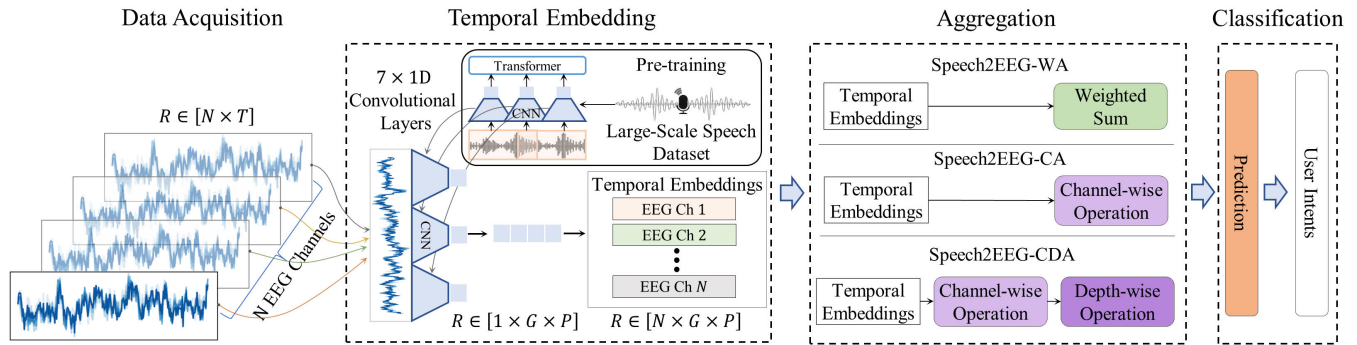 Data Acquisition
Temporal Embedding
Aggregation
Classification
R ∈ [N × T]
N EEG Channels
7 × 1D
Convolutional
Layers
Transformer
CNN
Pre-training
Large-Scale Speech
Dataset
CNN
R ∈ [1 × G × P]
Temporal Embeddings
EEG Ch 1
EEG Ch 2
EEG Ch N
R ∈ [N × G × P]
Speech2EEG-WA
Temporal
Embeddings
Weighted
Sum
Speech2EEG-CA
Temporal
Embeddings
Channel-wise
Operation
Speech2EEG-CDA
Temporal
Embeddings
Channel-wise
Operation
Depth-wise
Operation
Prediction
User Intents